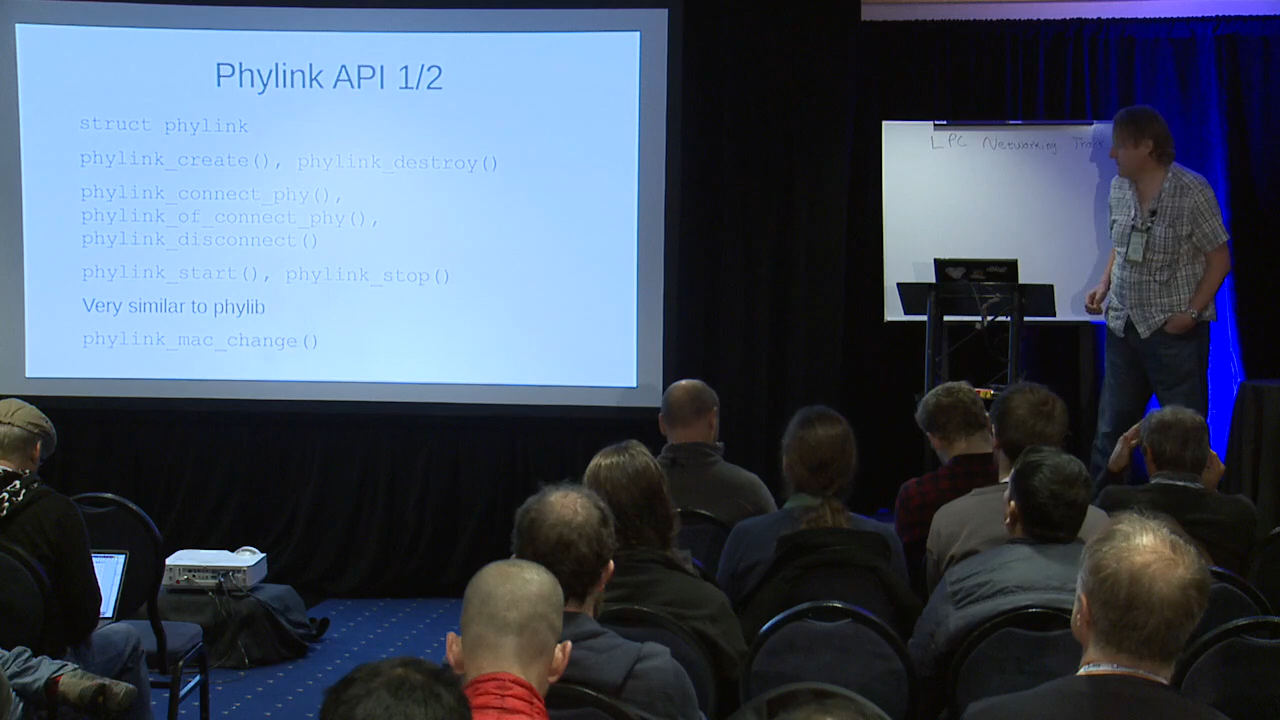 Phylink API 1/2
struct phylink
phylink_create(), phylink_destroy()
phylink_connect_phy(),
phylink_of_connect_phy(),
phylink_disconnect()
phylink_start(), phylink_stop()
Very similar to phylib
phylink_mac_change()
LPC Networking Track